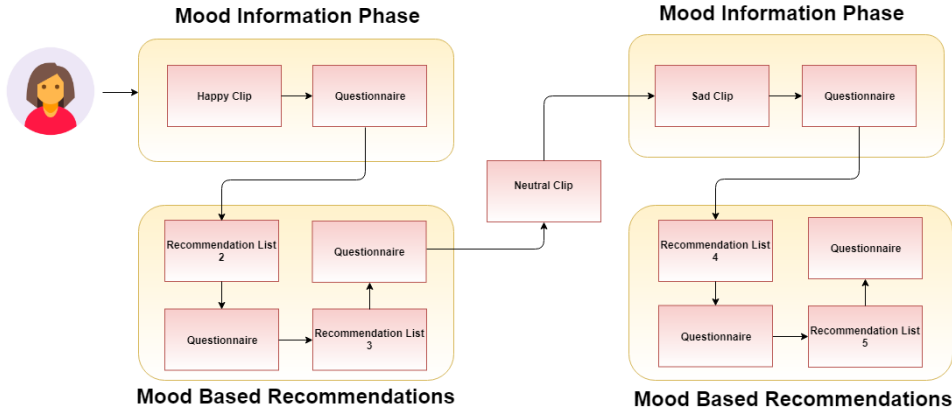 Mood Information Phase
Happy Clip
Questionnaire
Recommendation List
2
Questionnaire
Questionnaire
Recommendation List
3
Mood Based Recommendations
Neutral Clip
Mood Information Phase
Sad Clip
Questionnaire
Recommendation List
4
Questionnaire
Questionnaire
Recommendation List
5
Mood Based Recommendations